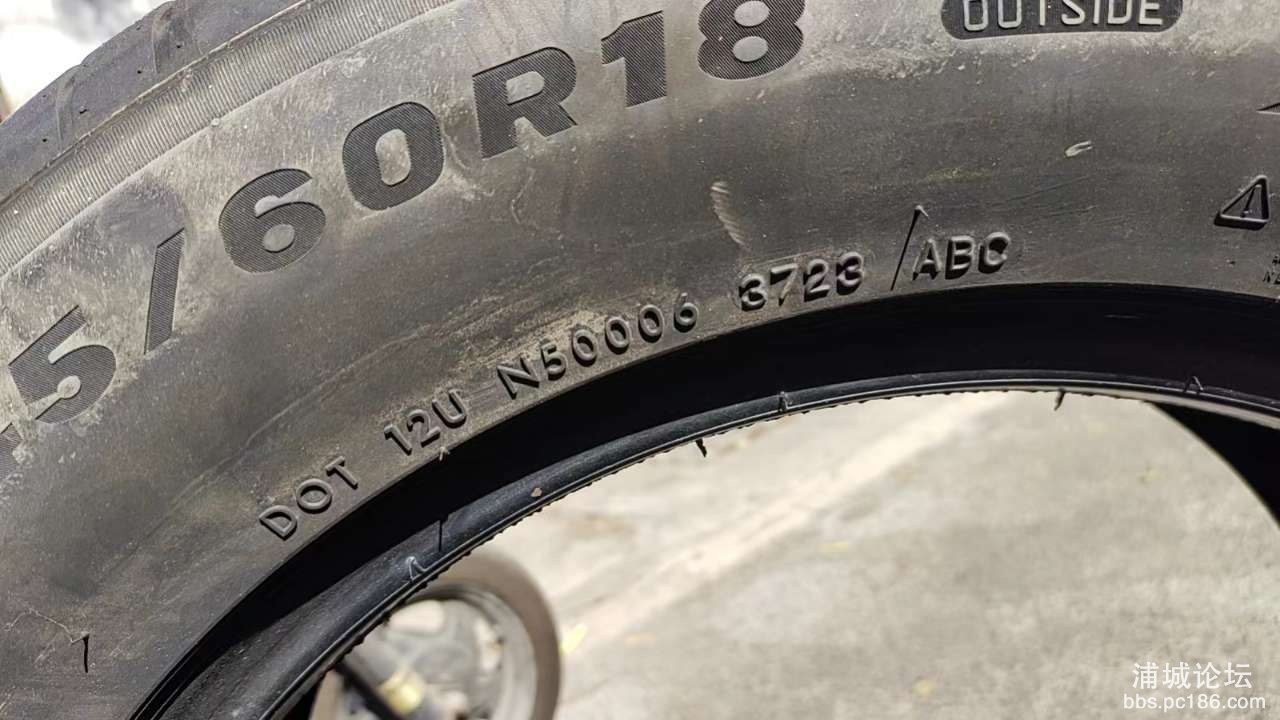 OUTSIDE
5/60R18
DOT 12U N50006 3723 /ABC
浦城论坛
bbs.pc186.com